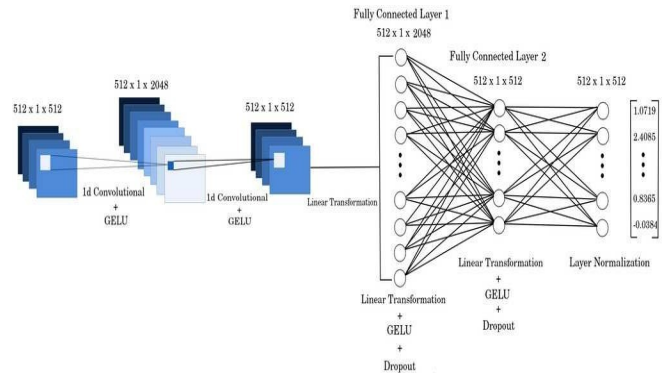 Fully Connected Layer 1
512 x 1 x 2048
Fully Connected Layer 2
512 x 1 x 512
512 x 1 x 512
512 x 1 x 2048
512 x 1 x 512
512 x 1 x 512
1d Convolutional
+
GELU
1d Convolutional
+
GELU
Linear Transformation
1.0719
2.4085
0.8365
-0.0384
Linear Transformation
+
GELU
+
Dropout
Linear Transformation
+
GELU
+
Dropout
Layer Normalization